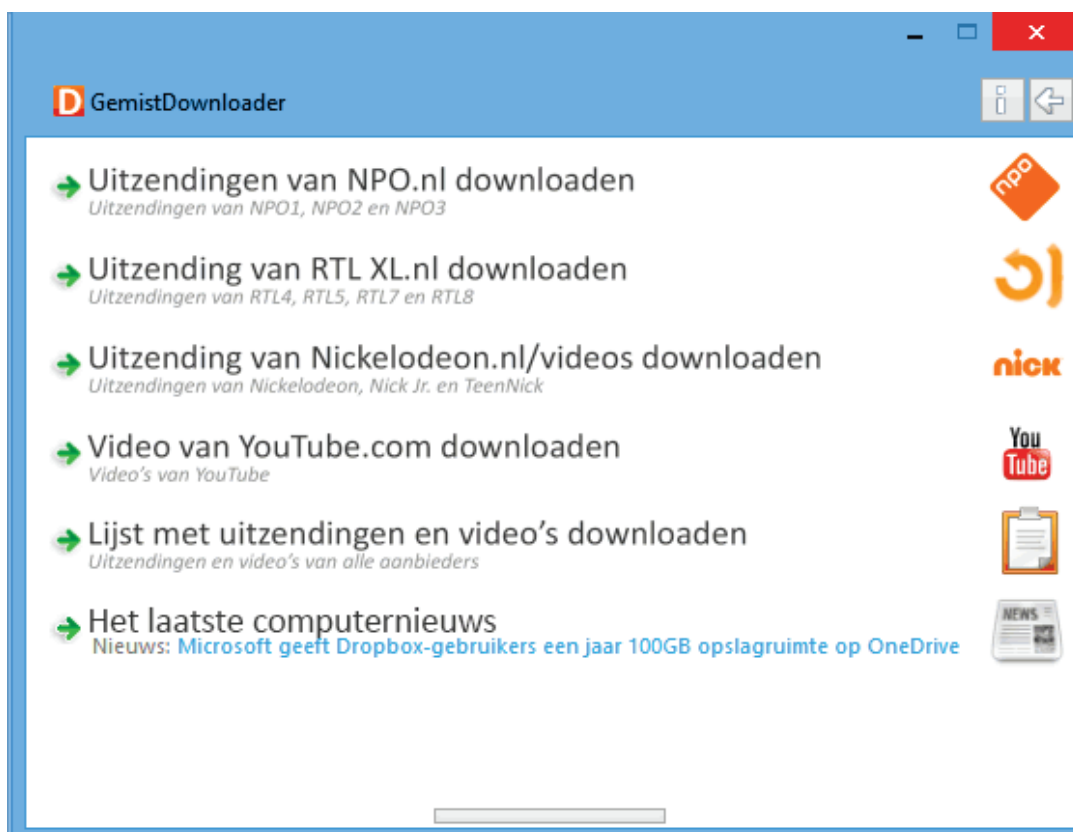 D GemistDownloader
Uitzendingen van NPO.nl downloaden
npo
Uitzendingen van NPO1, NPO2 en NPO3
Uitzending van RTL XL.nl downloaden
Uitzendingen van RTL4, RTL5, RTL7 en RTL8
Uitzending van Nickelodeon.nl/videos downloaden
nick
Uitzendingen van Nickelodeon, Nick Jr. en TeenNick
Video van YouTube.com downloaden
You
Tube
Video's van YouTube
Lijst met uitzendingen en video's downloaden
Uitzendingen en video's van alle aanbieders
Het laatste computernieuws
NEWS
Nieuws: Microsoft geeft Dropbox-gebruikers een jaar 100GB opslagruimte op OneDrive